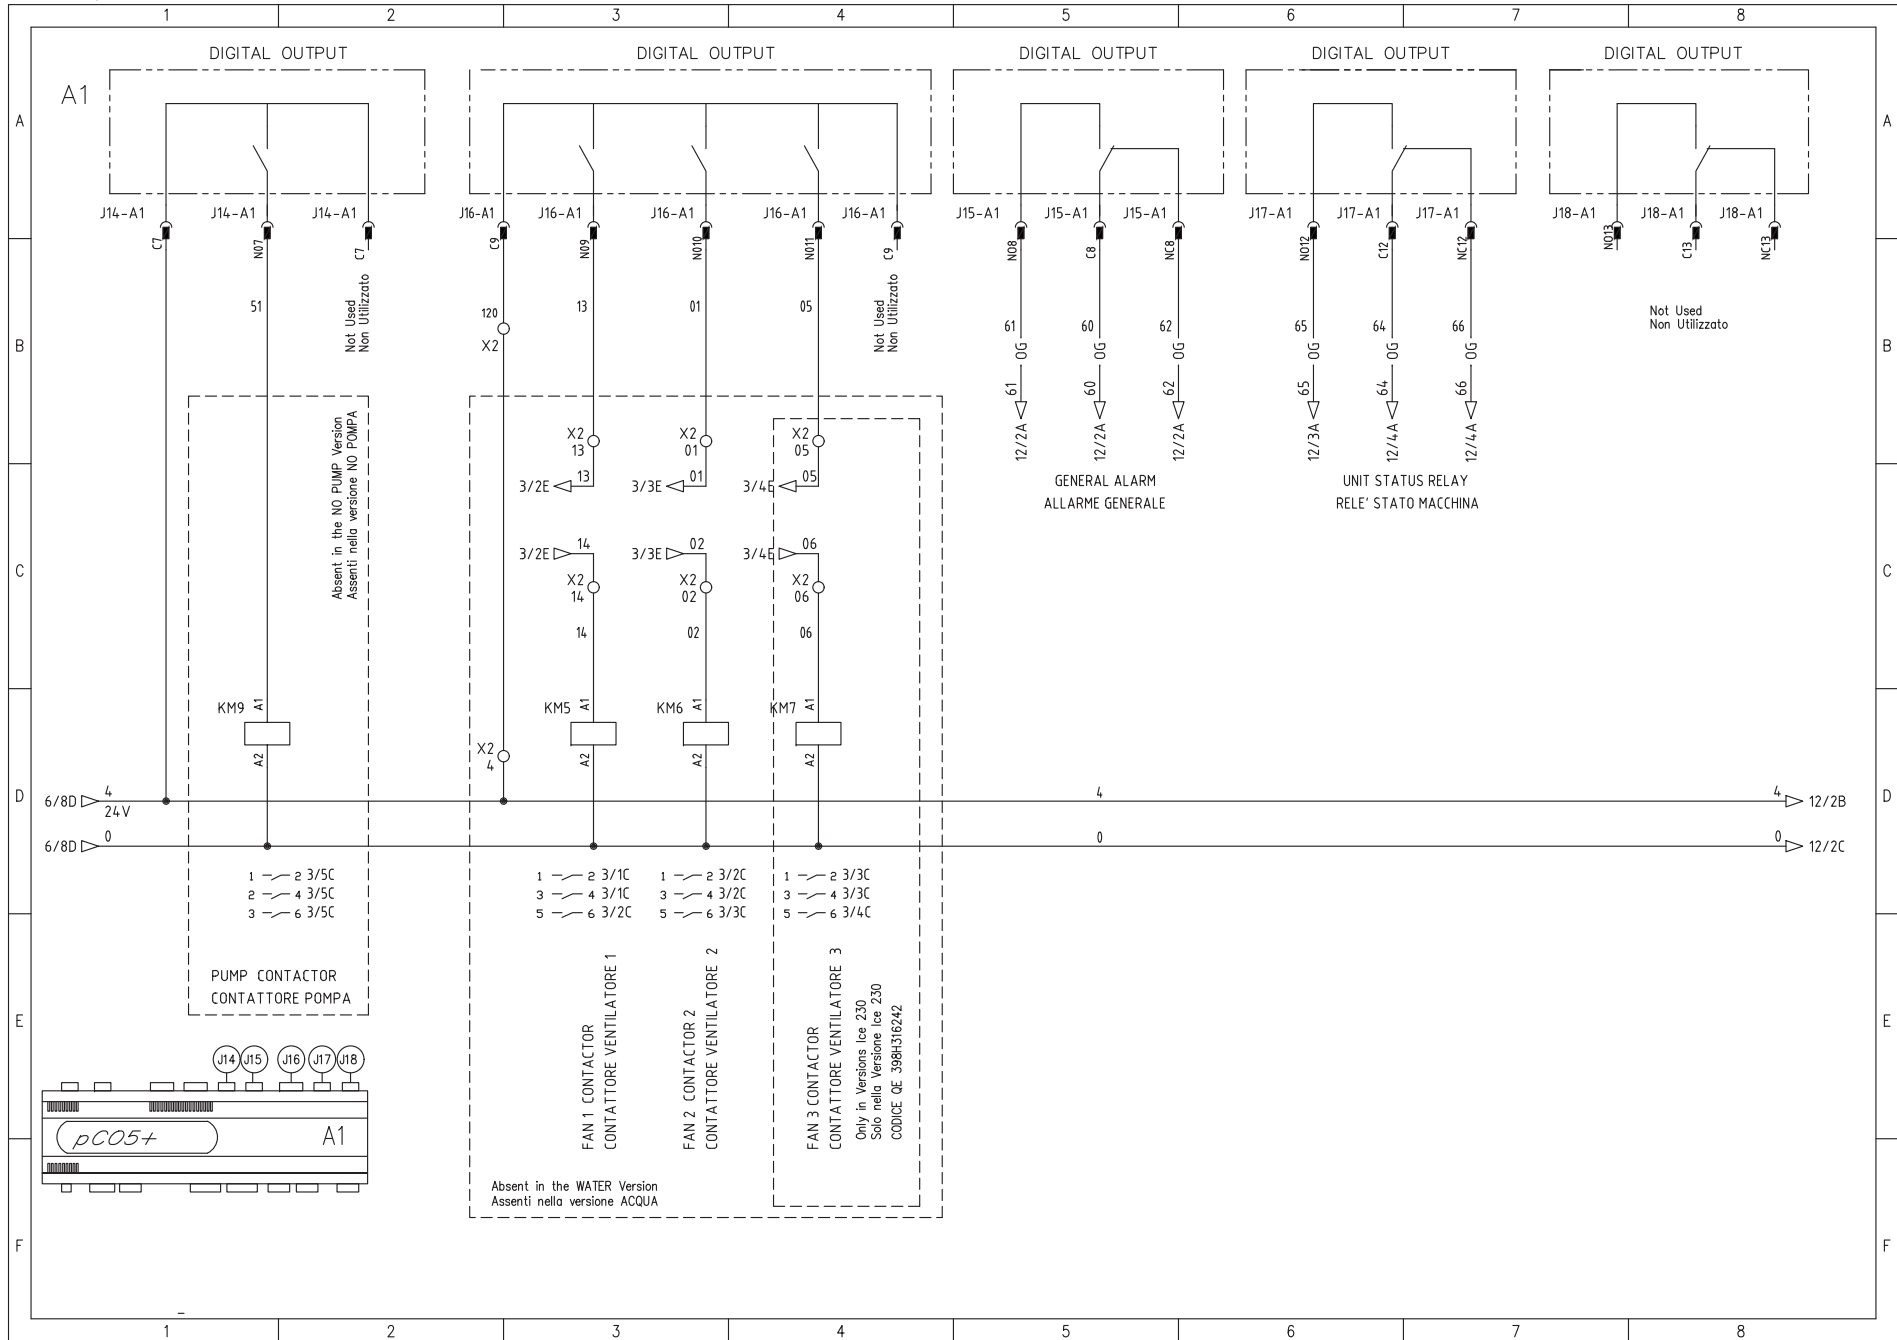 1 2 3 4 5 6 7 8
DIGITAL OUTPUT DIGITAL OUTPUT DIGITAL OUTPUT DIGITAL OUTPUT DIGITAL OUTPUT
A1
A A
J14-A1 J14-A1 J14-A1 J16-A1 J16-A1 J16-A1 J16-A1 J16-A1 J15-A1 J15-A1 J15-A1 J17-A1 J17-A1 J17-A1 J18-A1 J18-A1 J18-A1
C7 NO7 C7 C9 NO9 NO10 NO11 C9 NO8 C8 NC8 NO12 C12 NC12 NO13 C13 NC13
51 120 13 01 05 61 60 62 65 64 66
X2
Not Used
Non Utilizzato
Not Used
Non Utilizzato
Not Used
Non Utilizzato
B B
OG OG OG OG OG OG
61 60 62 65 64 66
12/2A 12/2A 12/2A 12/3A 12/4A 12/4A
GENERAL ALARM
ALLARME GENERALE
UNIT STATUS RELAY
RELE' STATO MACCHINA
Absent in the NO PUMP Version
Assenti nella versione NO POMPA
X2 X2 X2
13 01 05
3/2E 13 3/3E 01 3/4E 05
3/2E 14 3/3E 02 3/4E 06
C C
X2 X2 X2
14 02 06
14 02 06
KM9 A1 KM5 A1 KM6 A1 KM7 A1
A2 A2 A2 A2
X2
4
D D
6/8D 4 4 4 12/2B
24V
6/8D 0 0 0 12/2C
1 2 3/5C 1 2 3/1C 1 2 3/2C 1 2 3/3C
2 4 3/5C 3 4 3/1C 3 4 3/2C 3 4 3/3C
3 6 3/5C 5 6 3/2C 5 6 3/3C 5 6 3/4C
PUMP CONTACTOR
CONTATTORE POMPA
FAN 1 CONTACTOR
CONTATTORE VENTILATORE 1
FAN 2 CONTACTOR 2
CONTATTORE VENTILATORE 2
FAN 3 CONTACTOR
CONTATTORE VENTILATORE 3
Only in Versions Ice 230
Solo nella Versione Ice 230
CODICE QE 398H316242
E E
J14 J15 J16 J17 J18
pCO5+ A1
Absent in the WATER Version
Assenti nella versione ACQUA
F F
1 2 3 4 5 6 7 8